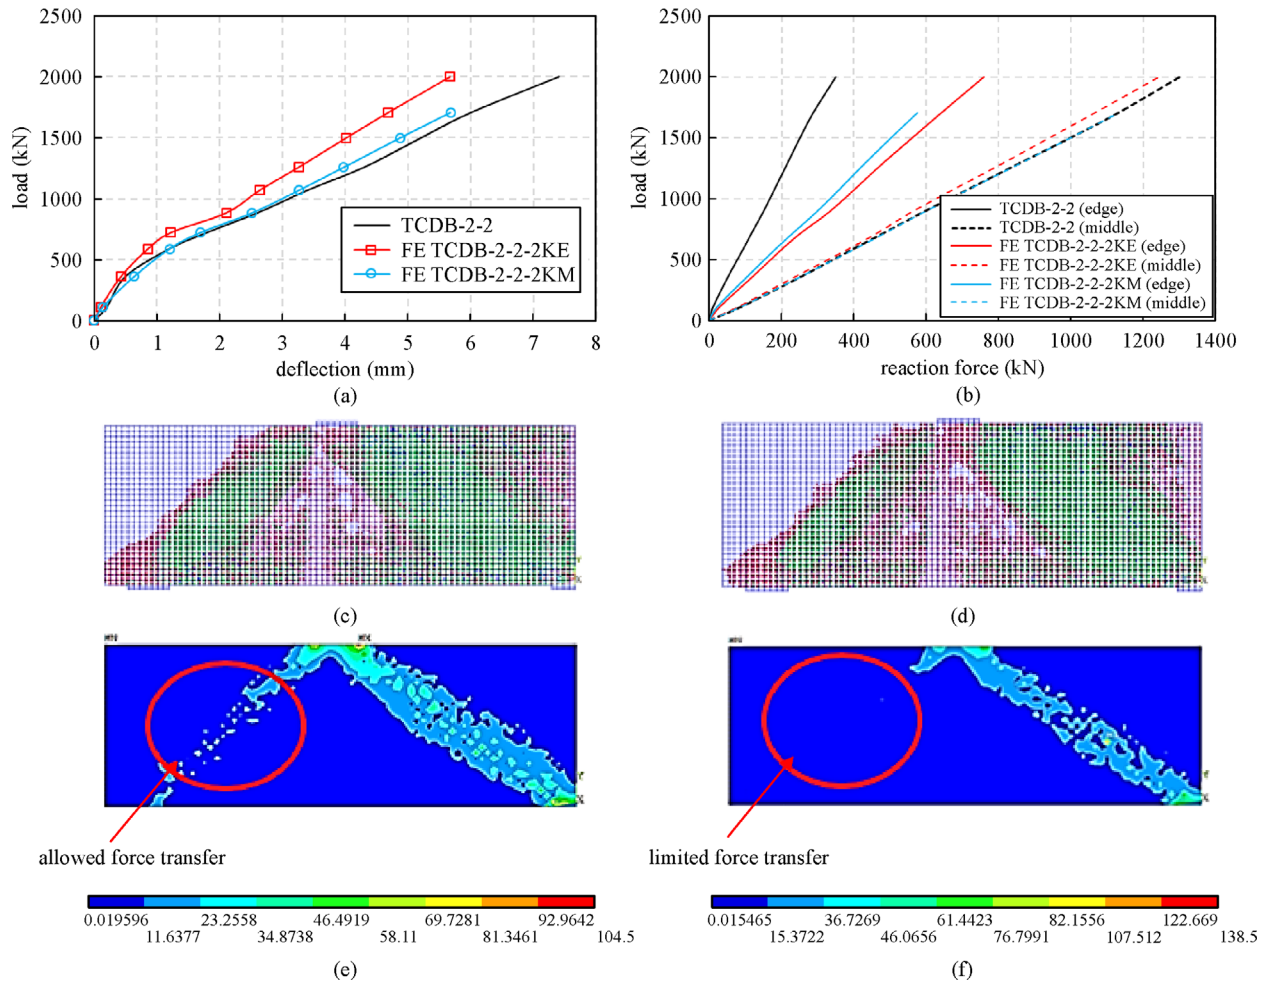 2500
2000
1500
1000
500
0
load (kN)
0 1 2 3 4 5 6 7 8
deflection (mm)
TCDB-2-2
FE TCDB-2-2-2KE
FE TCDB-2-2-2KM
(a)
2500
2000
1500
1000
500
0
load (kN)
0 200 400 600 800 1000 1200 1400
reaction force (kN)
TCDB-2-2 (edge)
TCDB-2-2 (middle)
FE TCDB-2-2-2KE (edge)
FE TCDB-2-2-2KE (middle)
FE TCDB-2-2-2KM (edge)
FE TCDB-2-2-2KM (middle)
(b)
Y
X
(c)
Y
X
(d)
MN MX
Y
X
allowed force transfer
0.019596 23.2558 46.4919 69.7281 92.9642
11.6377 34.8738 58.11 81.3461 104.5
(e)
MN
Y
X
limited force transfer
0.015465 36.7269 61.4423 82.1556 122.669
15.3722 46.0656 76.7991 107.512 138.5
(f)